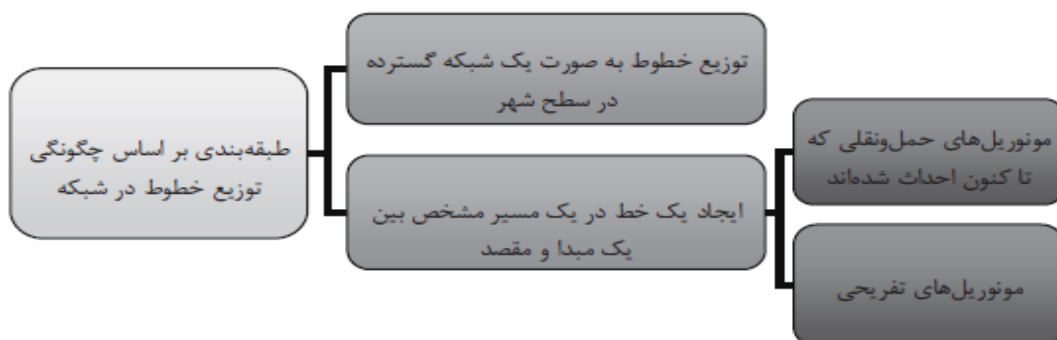 طبقه‌بندی بر اساس چگونگی
توزیع خطوط در شبکه
توزیع خطوط به صورت یک شبکه گسترده
در سطح شهر
ایجاد یک خط در یک مسیر مشخص بین
یک مبدا و مقصد
مونوریل‌های حمل‌ونقلی که
تا کنون احداث شده‌اند
مونوریل‌های تفریحی